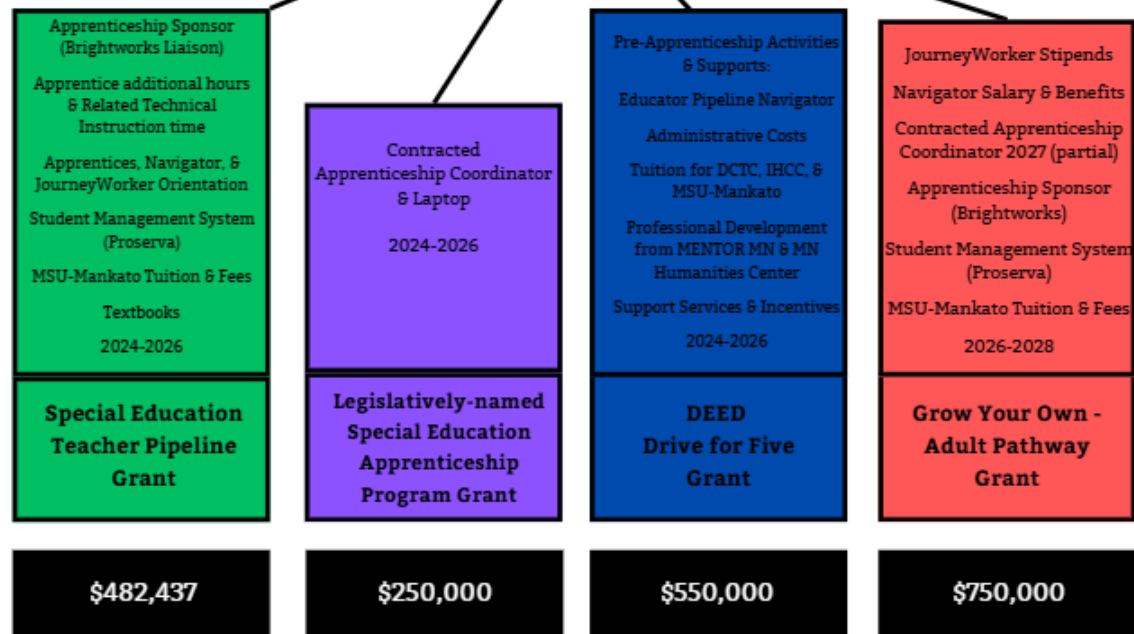 Apprenticeship Sponsor
(Brightworks Liaison)
Apprentice additional hours
& Related Technical
Instruction time
Apprentices, Navigator, &
JourneyWorker Orientation
Student Management System
(Proserva)
MSU-Mankato Tuition & Fees
Textbooks
2024-2026
Special Education
Teacher Pipeline
Grant
$482,437
Contracted
Apprenticeship Coordinator
& Laptop
2024-2026
Legislatively-named
Special Education
Apprenticeship
Program Grant
$250,000
Pre-Apprenticeship Activities
& Supports:
Educator Pipeline Navigator
Administrative Costs
Tuition for DCTC, IHCC, &
MSU-Mankato
Professional Development
from MENTOR MN & MN
Humanities Center
Support Services & Incentives
2024-2026
DEED
Drive for Five
Grant
$550,000
JourneyWorker Stipends
Navigator Salary & Benefits
Contracted Apprenticeship
Coordinator 2027 (partial)
Apprenticeship Sponsor
(Brightworks)
Student Management System
(Proserva)
MSU-Mankato Tuition & Fees
2026-2028
Grow Your Own -
Adult Pathway
Grant
$750,000